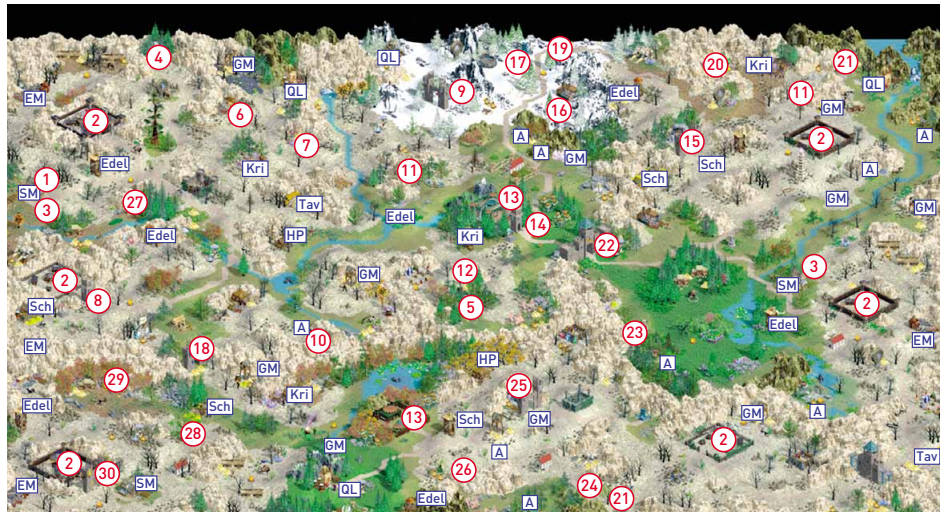 4 GM QL 17 19 20 Kri 21
EM QL 9 16 Edel 11 QL
2 6 GM
Edel 7 A A GM 15 2 A
1 Kri 11 Sch Sch A
SM 27 Tav 13 GM
3 Edel 14 GM
Edel HP Kri 22
2 12 GM 3
Sch 8 5 SM 2
EM 18 A 10 23 Edel EM
29 GM HP A
Edel Sch Kri 13 25 GM A
28 GM Sch GM 2
2 30 A Tav
EM SM QL 26 24
Edel A 21